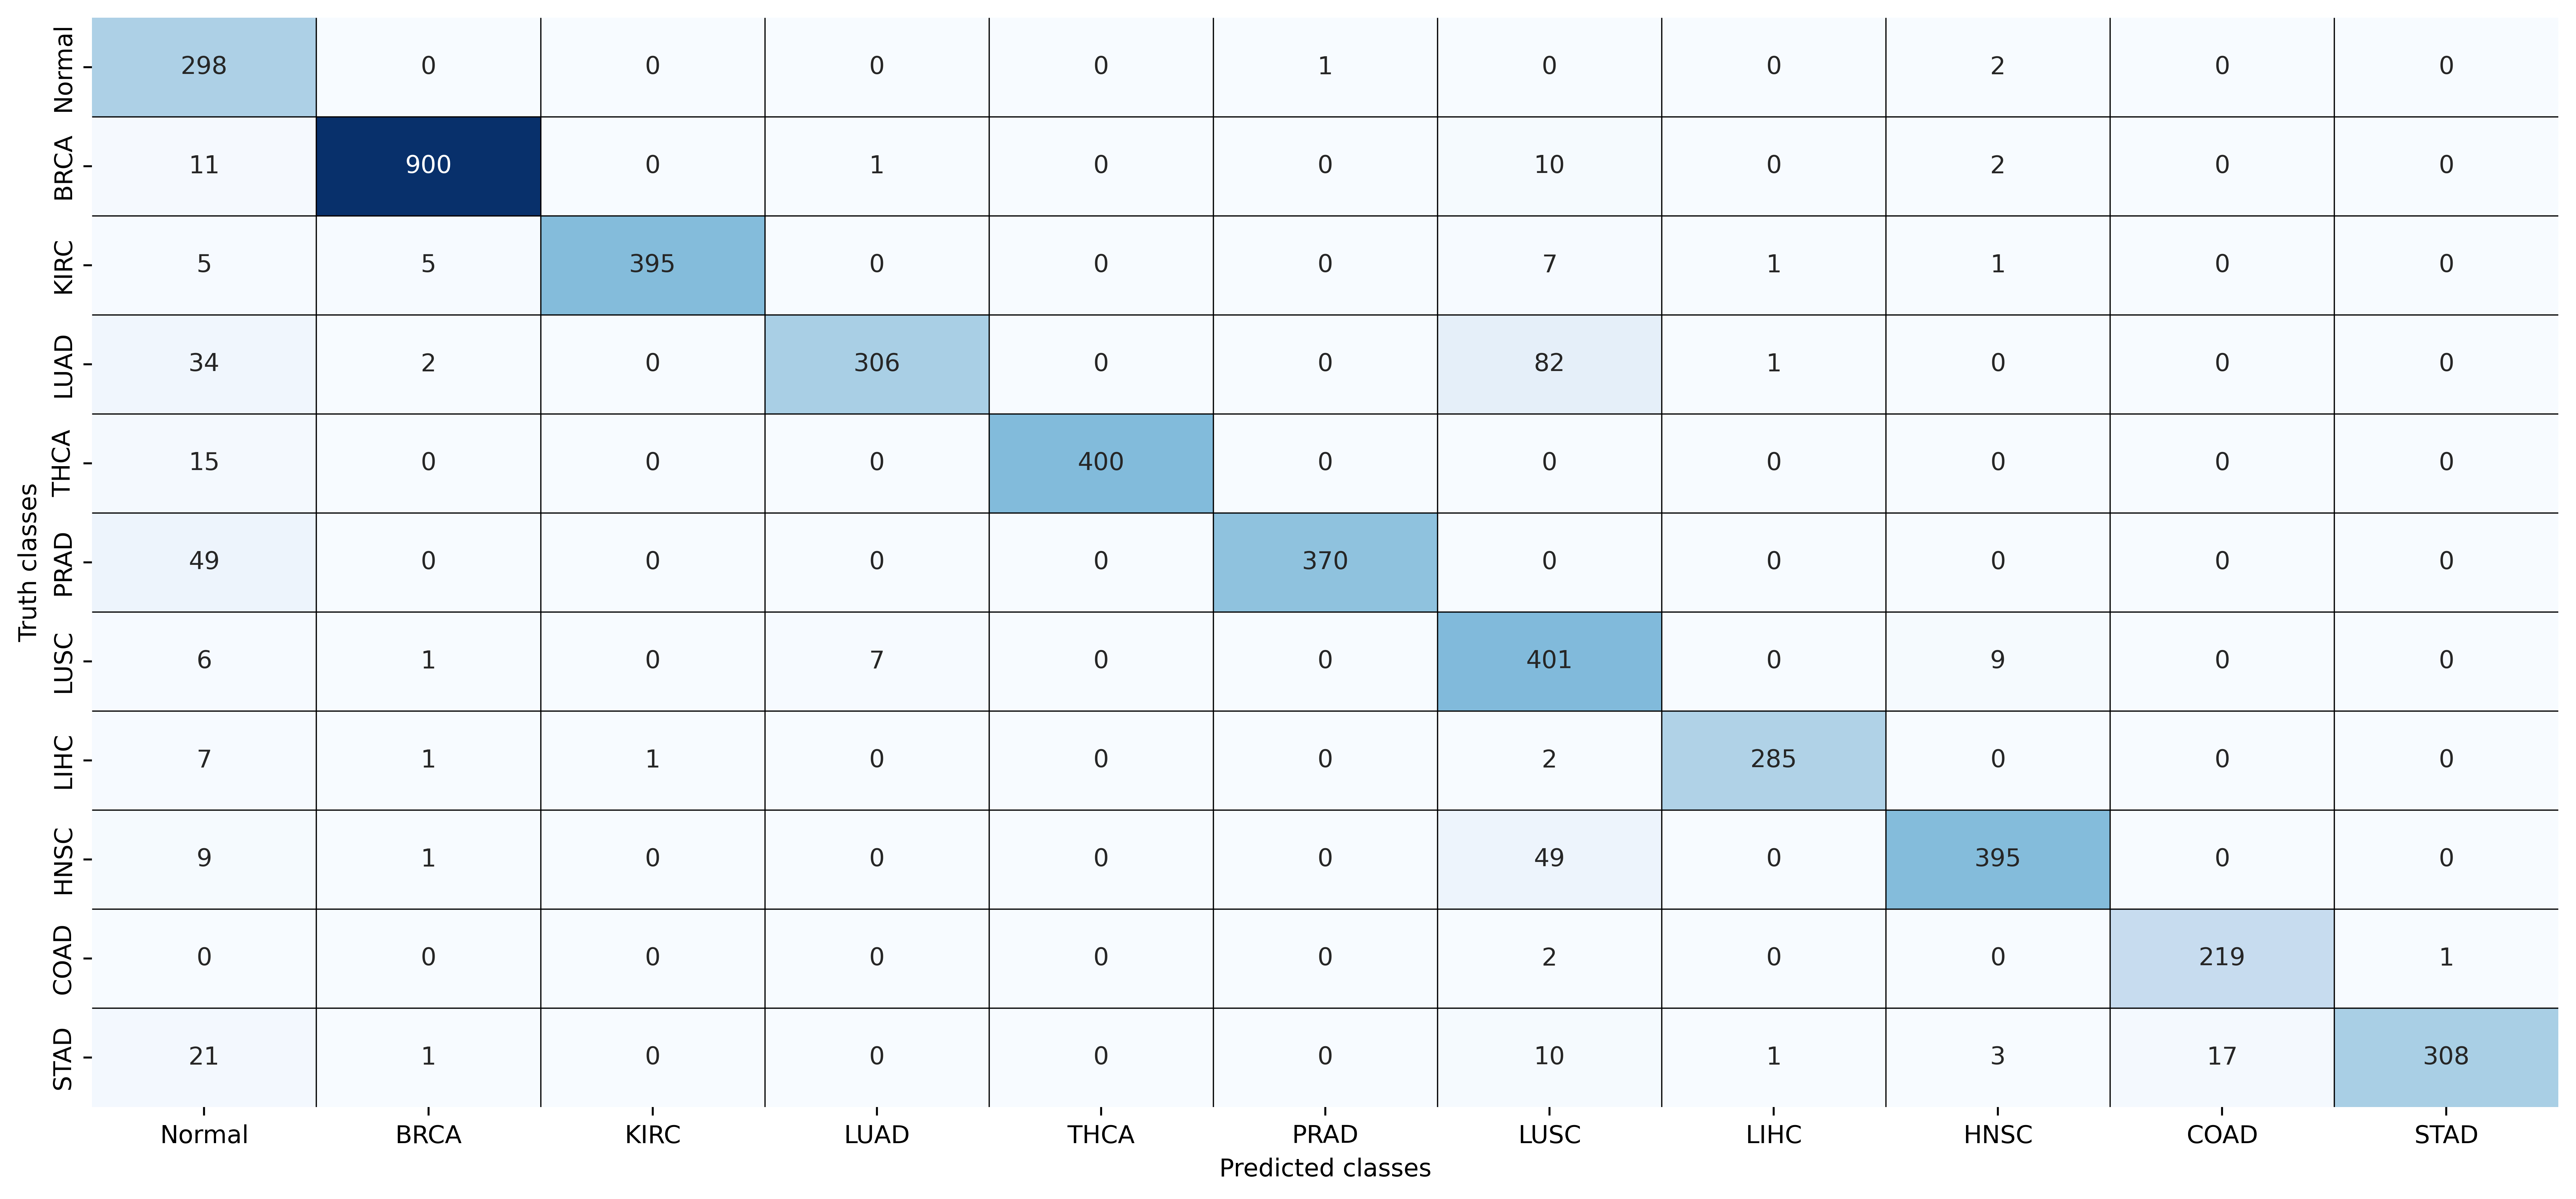 Truth classes
Normal 298 0 0 0 0 1 0 0 2 0 0
BRCA 11 900 0 1 0 0 10 0 2 0 0
KIRC 5 5 395 0 0 0 7 1 1 0 0
LUAD 34 2 0 306 0 0 82 1 0 0 0
THCA 15 0 0 0 400 0 0 0 0 0 0
PRAD 49 0 0 0 0 370 0 0 0 0 0
LUSC 6 1 0 7 0 0 401 0 9 0 0
LIHC 7 1 1 0 0 0 2 285 0 0 0
HNSC 9 1 0 0 0 0 49 0 395 0 0
COAD 0 0 0 0 0 0 2 0 0 219 1
STAD 21 1 0 0 0 0 10 1 3 17 308
Normal BRCA KIRC LUAD THCA PRAD LUSC LIHC HNSC COAD STAD
Predicted classes